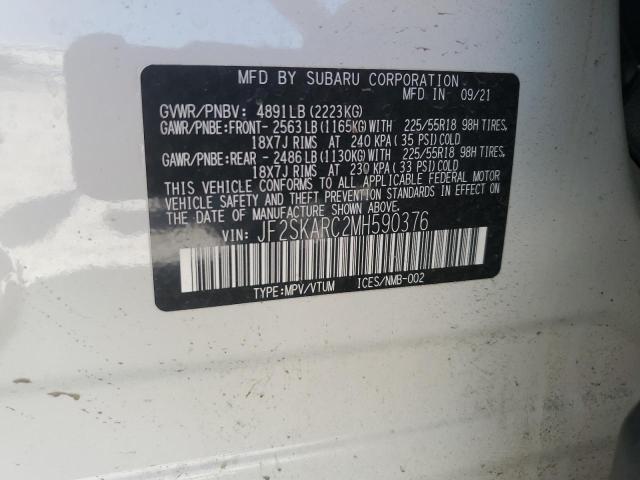 MFD BY SUBARU CORPORATION
MFD IN 09/21
GVWR/PNBV: 4891LB(2223KG)
GAWR/PNBE:FRONT- 2563LB(1165KG)WITH 225/55R18 98H TIRES,
18X7J RIMS AT 240 KPA(35 PSI)COLD
GAWR/PNBE:REAR - 2486LB(1130KG)WITH 225/55R18 98H TIRES,
18X7J RIMS AT 230 KPA(33 PSI)COLD
THIS VEHICLE CONFORMS TO ALL APPLICABLE FEDERAL MOTOR
VEHICLE SAFETY AND THEFT PREVENTION STANDARDS IN EFFECT
ON THE DATE OF MANUFACTURE SHOWN ABOVE.
VIN: JF2SKARC2MH590376
TYPE:MPV/VTUM ICES/NMB-002